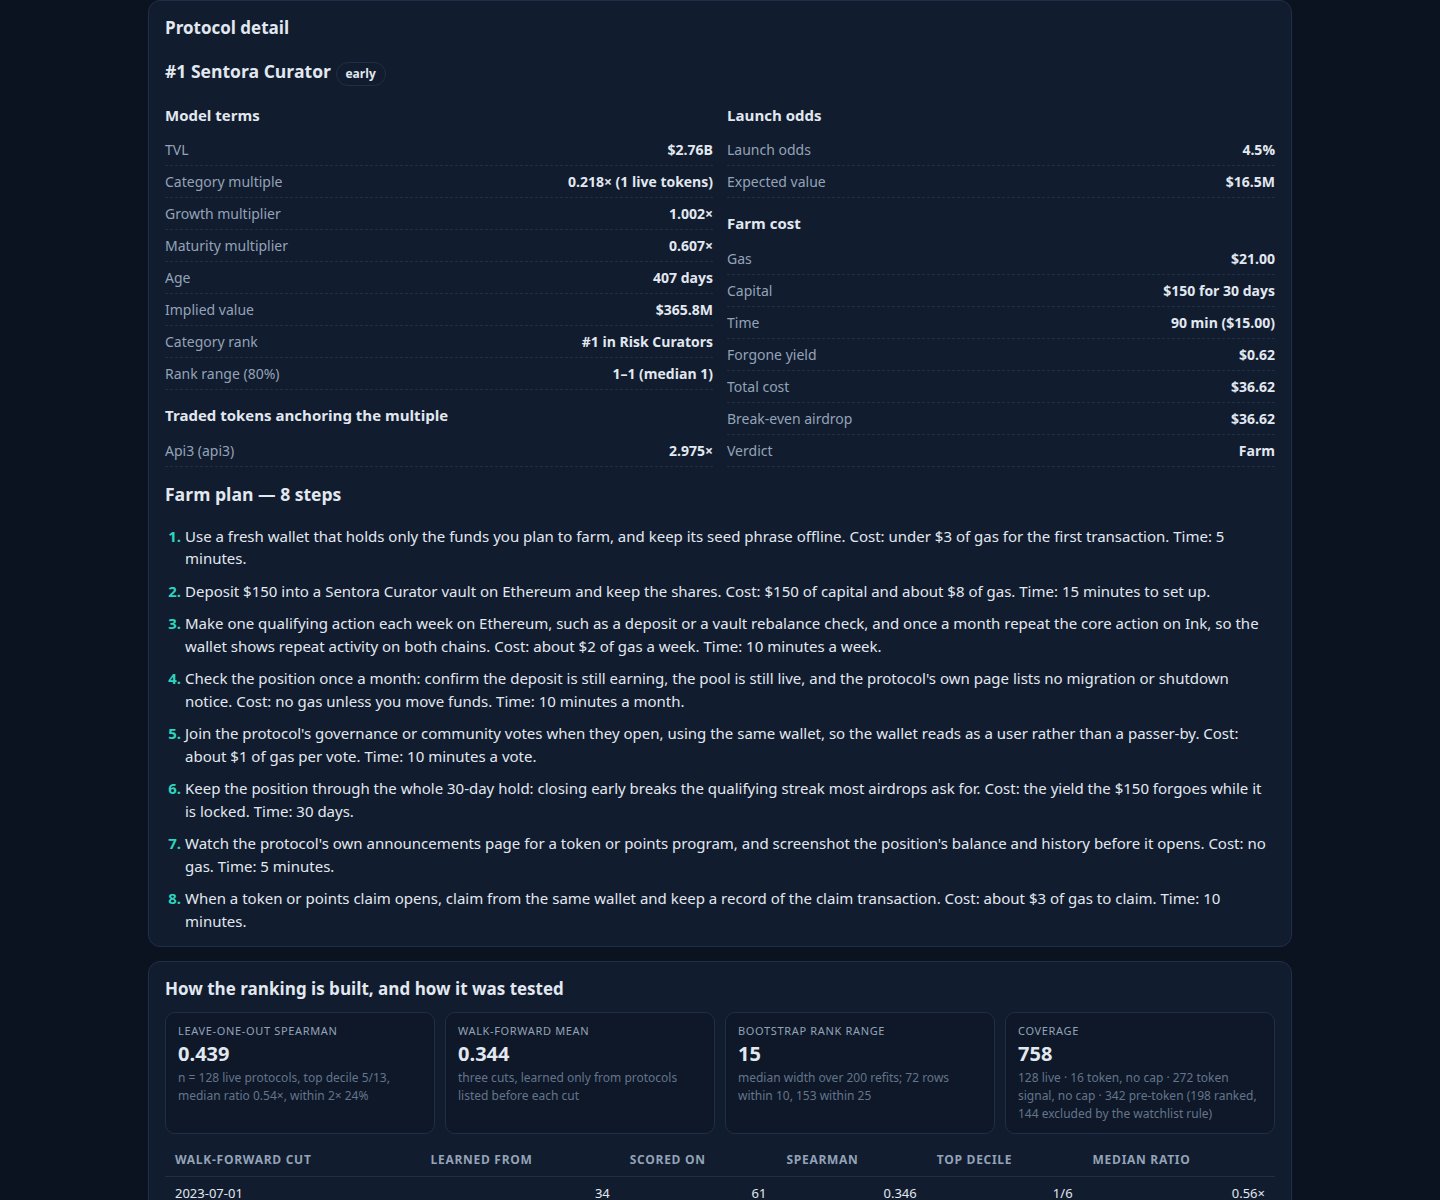 Protocol detail
#1 Sentora Curator early
Model terms
TVL $2.76B
Category multiple 0.218× (1 live tokens)
Growth multiplier 1.002×
Maturity multiplier 0.607×
Age 407 days
Implied value $365.8M
Category rank #1 in Risk Curators
Rank range (80%) 1–1 (median 1)
Traded tokens anchoring the multiple
Api3 (api3) 2.975×
Launch odds
Launch odds 4.5%
Expected value $16.5M
Farm cost
Gas $21.00
Capital $150 for 30 days
Time 90 min ($15.00)
Forgone yield $0.62
Total cost $36.62
Break-even airdrop $36.62
Verdict Farm
Farm plan — 8 steps
1. Use a fresh wallet that holds only the funds you plan to farm, and keep its seed phrase offline. Cost: under $3 of gas for the first transaction. Time: 5
minutes.
2. Deposit $150 into a Sentora Curator vault on Ethereum and keep the shares. Cost: $150 of capital and about $8 of gas. Time: 15 minutes to set up.
3. Make one qualifying action each week on Ethereum, such as a deposit or a vault rebalance check, and once a month repeat the core action on Ink, so the
wallet shows repeat activity on both chains. Cost: about $2 of gas a week. Time: 10 minutes a week.
4. Check the position once a month: confirm the deposit is still earning, the pool is still live, and the protocol's own page lists no migration or shutdown
notice. Cost: no gas unless you move funds. Time: 10 minutes a month.
5. Join the protocol's governance or community votes when they open, using the same wallet, so the wallet reads as a user rather than a passer-by. Cost:
about $1 of gas per vote. Time: 10 minutes a vote.
6. Keep the position through the whole 30-day hold: closing early breaks the qualifying streak most airdrops ask for. Cost: the yield the $150 forgoes while it
is locked. Time: 30 days.
7. Watch the protocol's own announcements page for a token or points program, and screenshot the position's balance and history before it opens. Cost: no
gas. Time: 5 minutes.
8. When a token or points claim opens, claim from the same wallet and keep a record of the claim transaction. Cost: about $3 of gas to claim. Time: 10
minutes.
How the ranking is built, and how it was tested
LEAVE-ONE-OUT SPEARMAN
0.439
n = 128 live protocols, top decile 5/13,
median ratio 0.54×, within 2× 24%
WALK-FORWARD MEAN
0.344
three cuts, learned only from protocols
listed before each cut
BOOTSTRAP RANK RANGE
15
median width over 200 refits; 72 rows
within 10, 153 within 25
COVERAGE
758
128 live · 16 token, no cap · 272 token
signal, no cap · 342 pre-token (198 ranked,
144 excluded by the watchlist rule)
WALK-FORWARD CUT LEARNED FROM SCORED ON SPEARMAN TOP DECILE MEDIAN RATIO
2023-07-01 34 61 0.346 1/6 0.56×